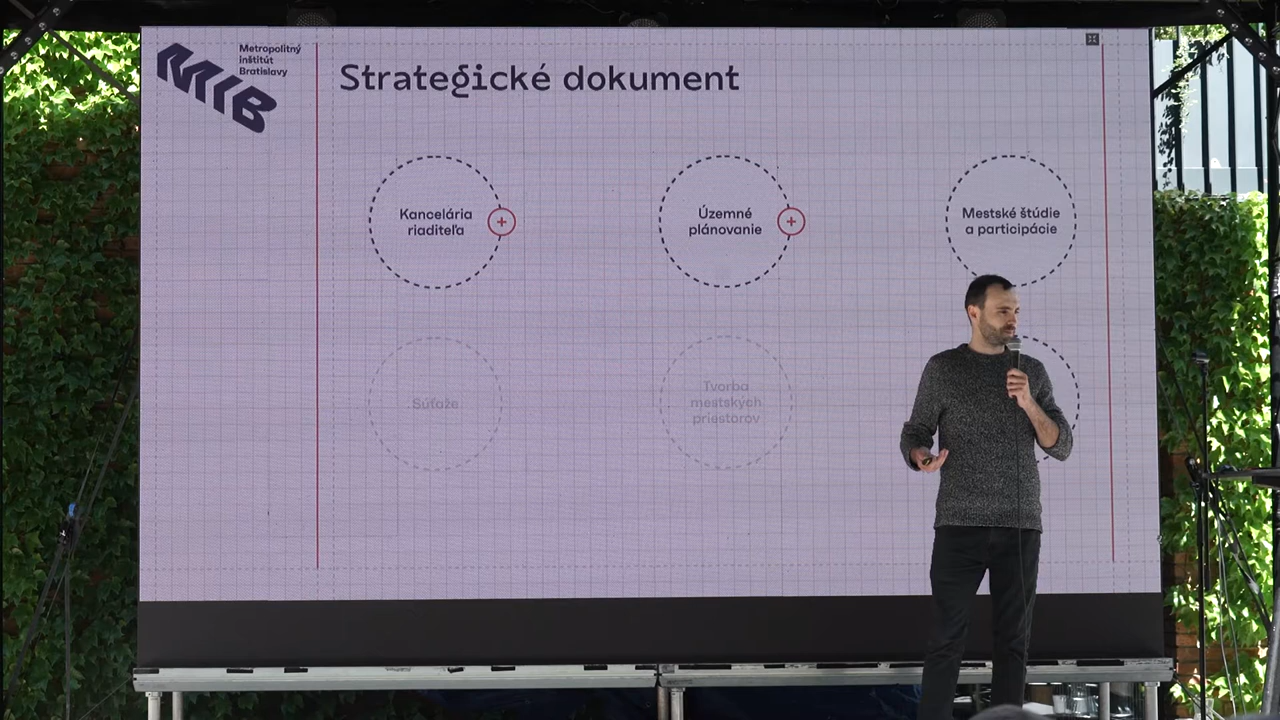 Metropolitný
inštitút
Bratislavy
MIB
Strategické dokument
Kancelária
riaditeľa
+
Územné
plánovanie
+
Mestské štúdie
a participácie
Súťaže
Tvorba
mestských
priestorov